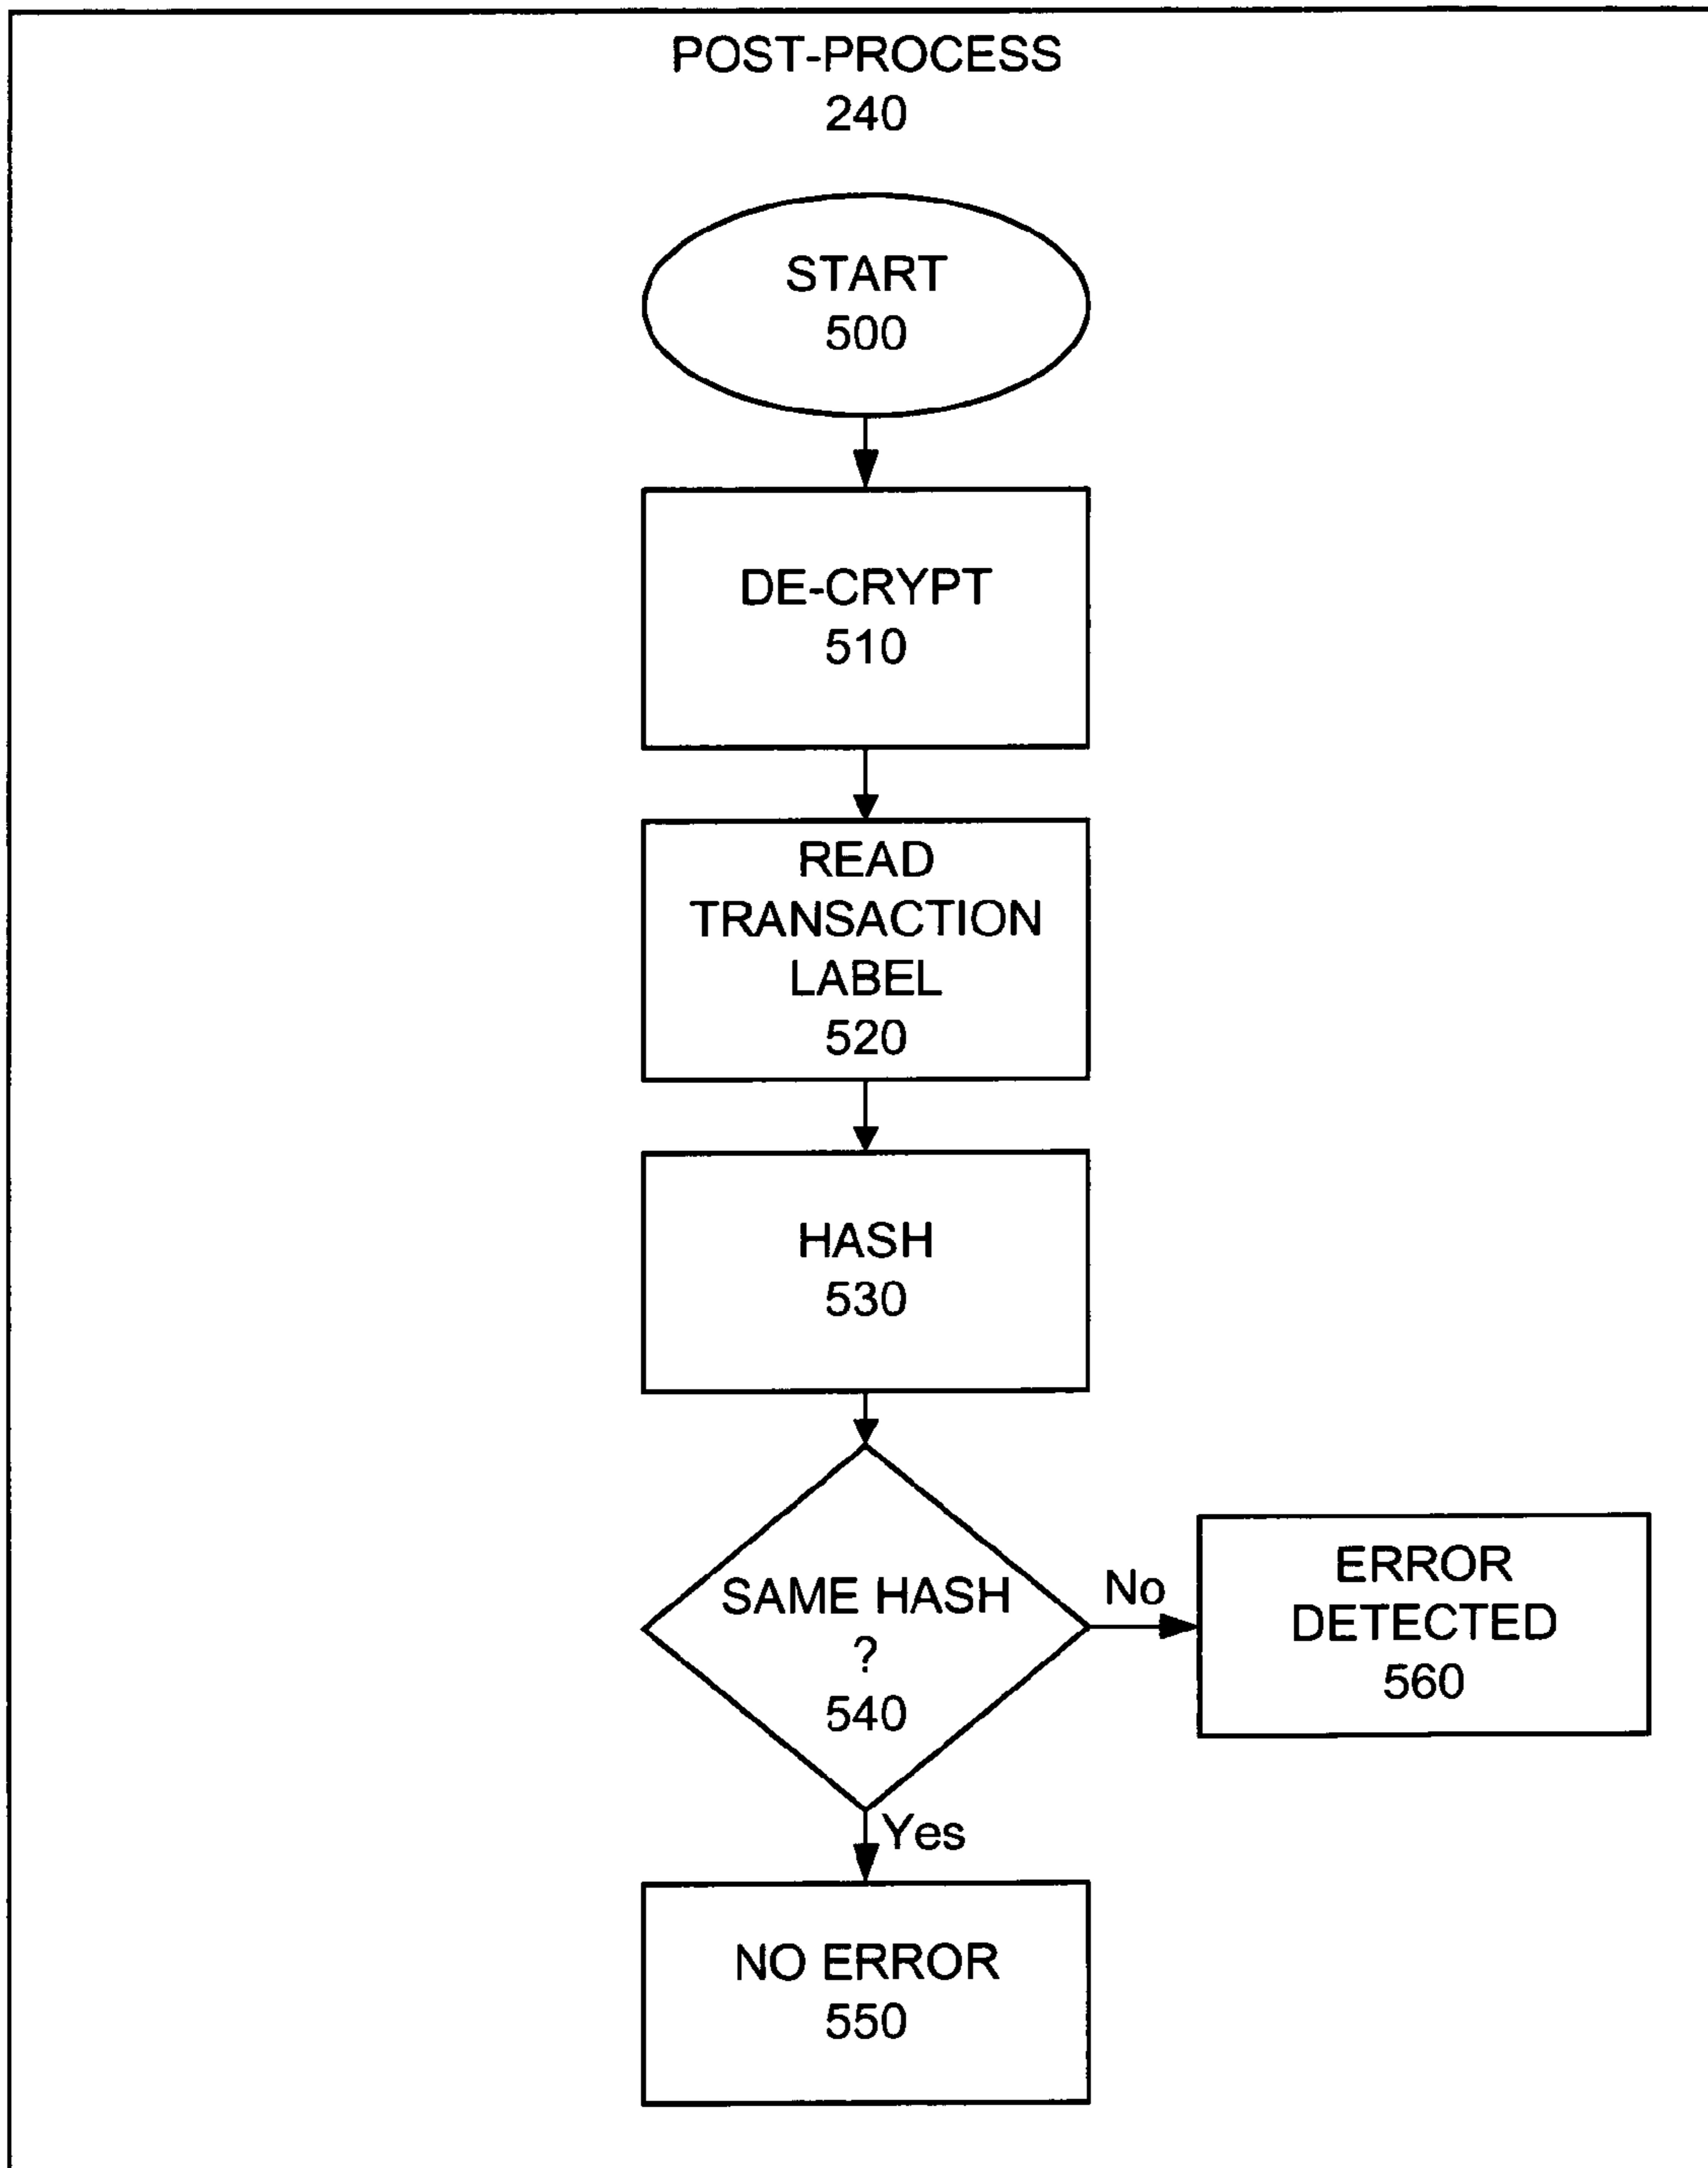 POST-PROCESS
240
START
500
DE-CRYPT
510
READ
TRANSACTION
LABEL
520
HASH
530
SAME HASH
?
540
No
ERROR
DETECTED
560
Yes
NO ERROR
550